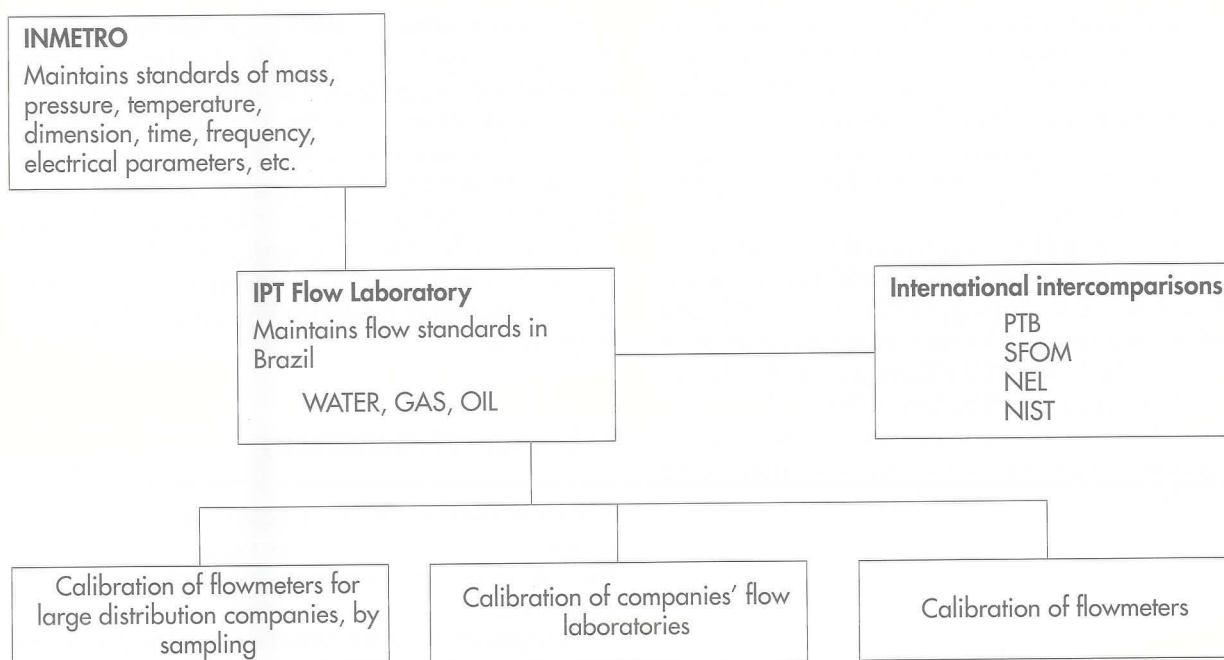 INMETRO
Maintains standards of mass,
pressure, temperature,
dimension, time, frequency,
electrical parameters, etc.
IPT Flow Laboratory
Maintains flow standards in
Brazil
WATER, GAS, OIL
International intercomparisons
PTB
SFOM
NEL
NIST
Calibration of flowmeters for
large distribution companies, by
sampling
Calibration of companies’ flow
laboratories
Calibration of flowmeters